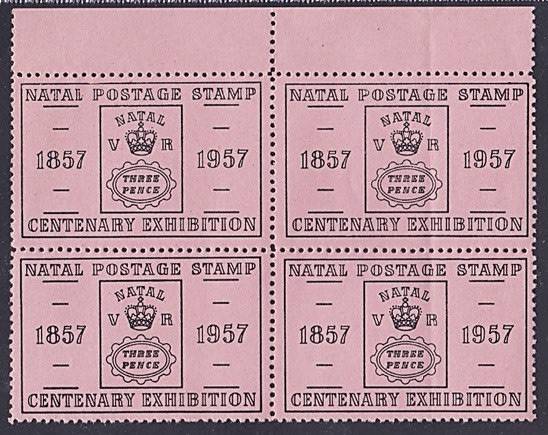 NATAL POSTAGE STAMP NATAL POSTAGE STAMP
NATAL NATAL
V R V R
1857 1957 1857 1957
THREE THREE
PENCE PENCE
CENTENARY EXHIBITION CENTENARY EXHIBITION
NATAL POSTAGE STAMP NATAL POSTAGE STAMP
NATAL NATAL
V R V R
1857 1957 1857 1957
THREE THREE
PENCE PENCE
CENTENARY EXHIBITION CENTENARY EXHIBITION